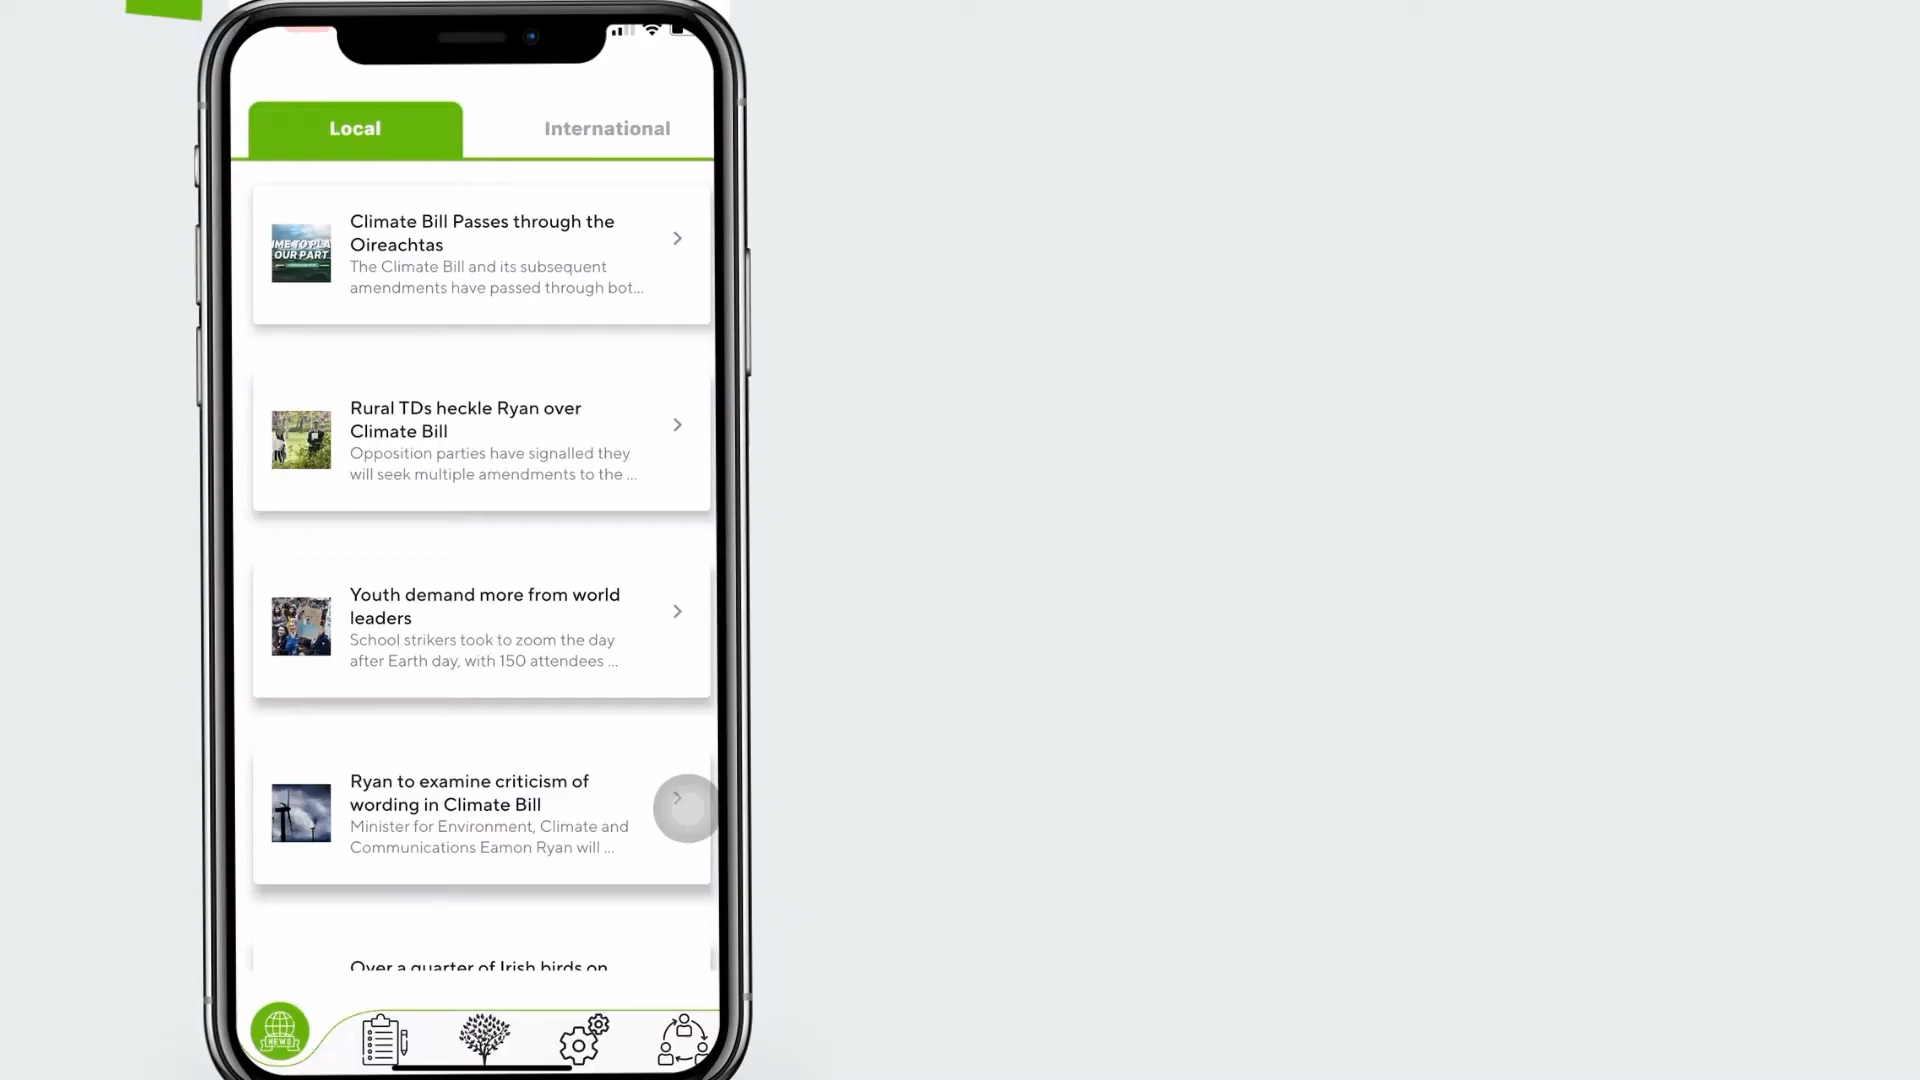 Local
International
Climate Bill Passes through the
Oireachtas
The Climate Bill and its subsequent
amendments have passed through bot...
OUR PART
Rural TDs heckle Ryan over
Climate Bill
Opposition parties have signalled they
will seek multiple amendments to the ...
Youth demand more from world
leaders
School strikers took to zoom the day
after Earth day, with 150 attendees ...
Ryan to examine criticism of
wording in Climate Bill
Minister for Environment, Climate and
Communications Eamon Ryan will ...
Over a quarter of Irish birds on
NEWS